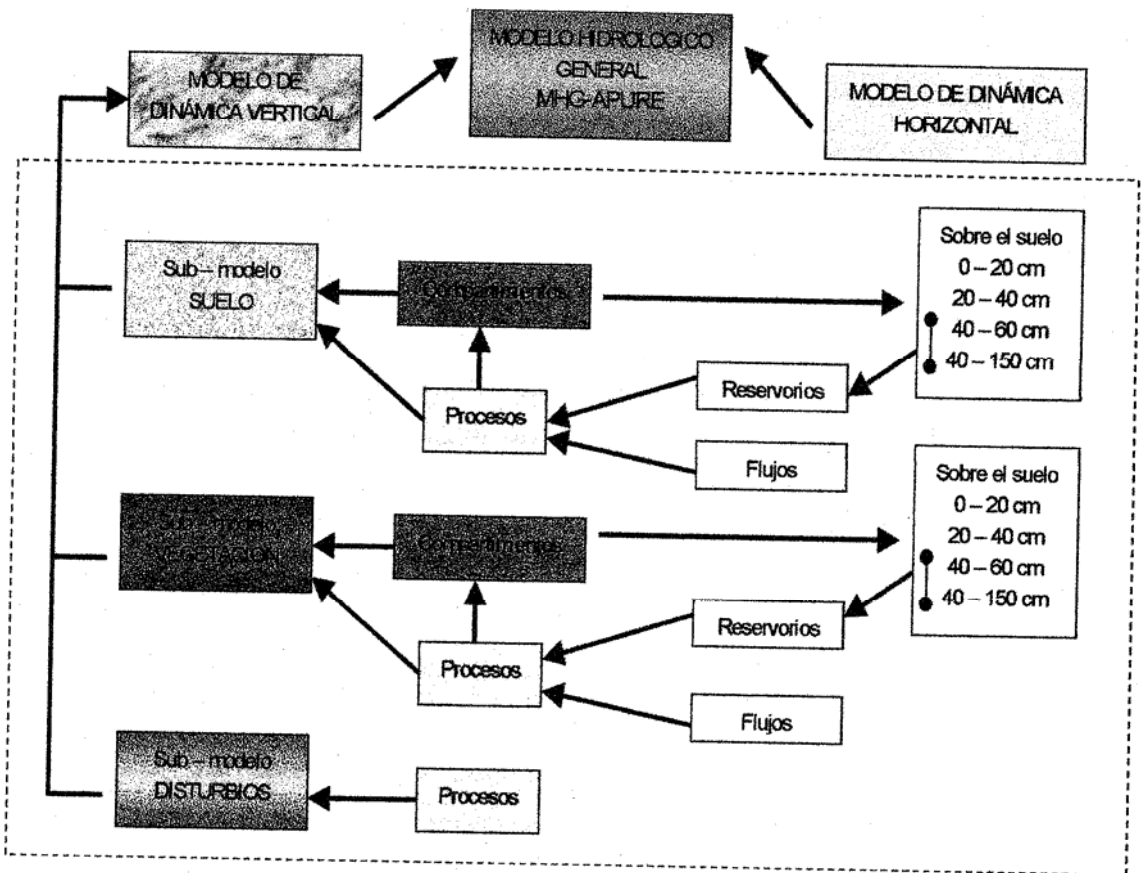 MODELO HIDROLOGICO
GENERAL
MHG-APURE
MODELO DE
DINÁMICA VERTICAL
MODELO DE DINÁMICA
HORIZONTAL
Sub – modelo
SUELO
Compartimentos
Sobre el suelo
0 – 20 cm
20 – 40 cm
40 – 60 cm
40 – 150 cm
Procesos
Reservorios
Flujos
Sub – modelo
VEGETACION
Compartimentos
Sobre el suelo
0 – 20 cm
20 – 40 cm
40 – 60 cm
40 – 150 cm
Procesos
Reservorios
Flujos
Sub – modelo
DISTURBIOS
Procesos